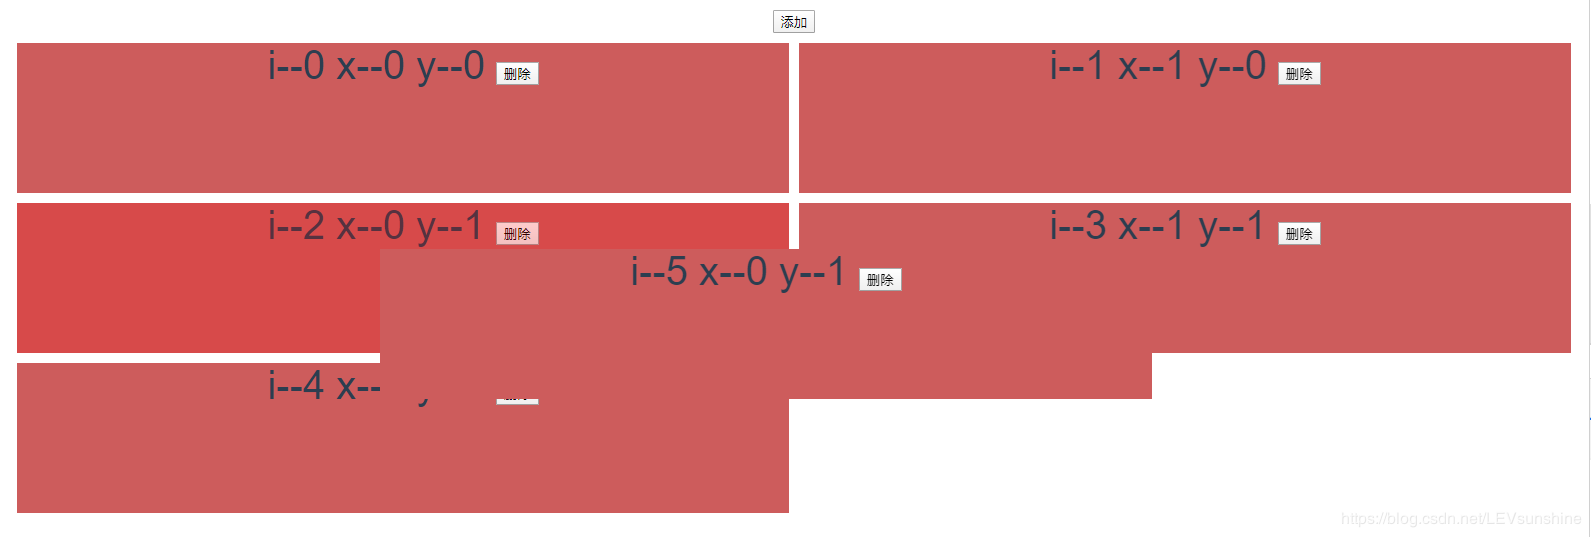 添加
i--0 x--0 y--0 删除
i--1 x--1 y--0 删除
i--2 x--0 y--1 删除
i--3 x--1 y--1 删除
i--5 x--0 y--1 删除
i--4 x--
https://blog.csdn.net/LEVsunshine